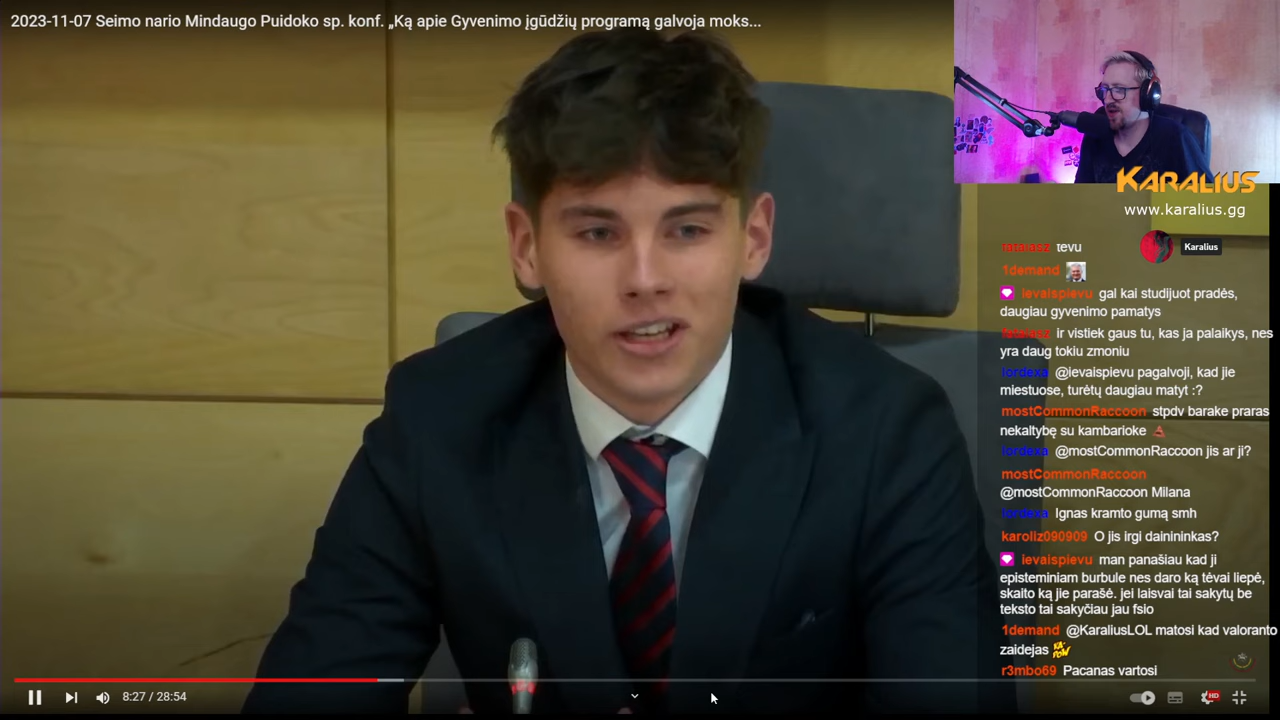 2023-11-07 Seimo nario Mindaugo Puidoko sp. konf. „Ką apie Gyvenimo įgūdžių programą galvoja moks...
KARALIUS
www.karalius.gg
Karalius
tevu
1demand
ievaispievu gal kai studijuot pradės,
daugiau gyvenimo pamatys
ir vistiek gaus tu, kas ja palaikys, nes
yra daug tokiu zmoniu
lordexa @ievaispievu pagalvoji, kad jie
miestuose, turėtų daugiau matyt :?
mostCommonRaccoon stpdv barake praras
nekaltybę su kambarioke
lordexa @mostCommonRaccoon jis ar ji?
mostCommonRaccoon
@mostCommonRaccoon Milana
lordexa Ignas kramto gumą smh
karoliz090909 O jis irgi dainininkas?
ievaispievu man panašiau kad ji
episteminiam burbule nes daro ką tėvai liepė,
skaito ką jie parašė. jei laisvai tai sakytų be
teksto tai sakyčiau jau fsio
1demand @KaraliusLOL matosi kad valoranto
zaidejas
r3mbo69 Pacanas vartosi
8:27 / 28:54
HD